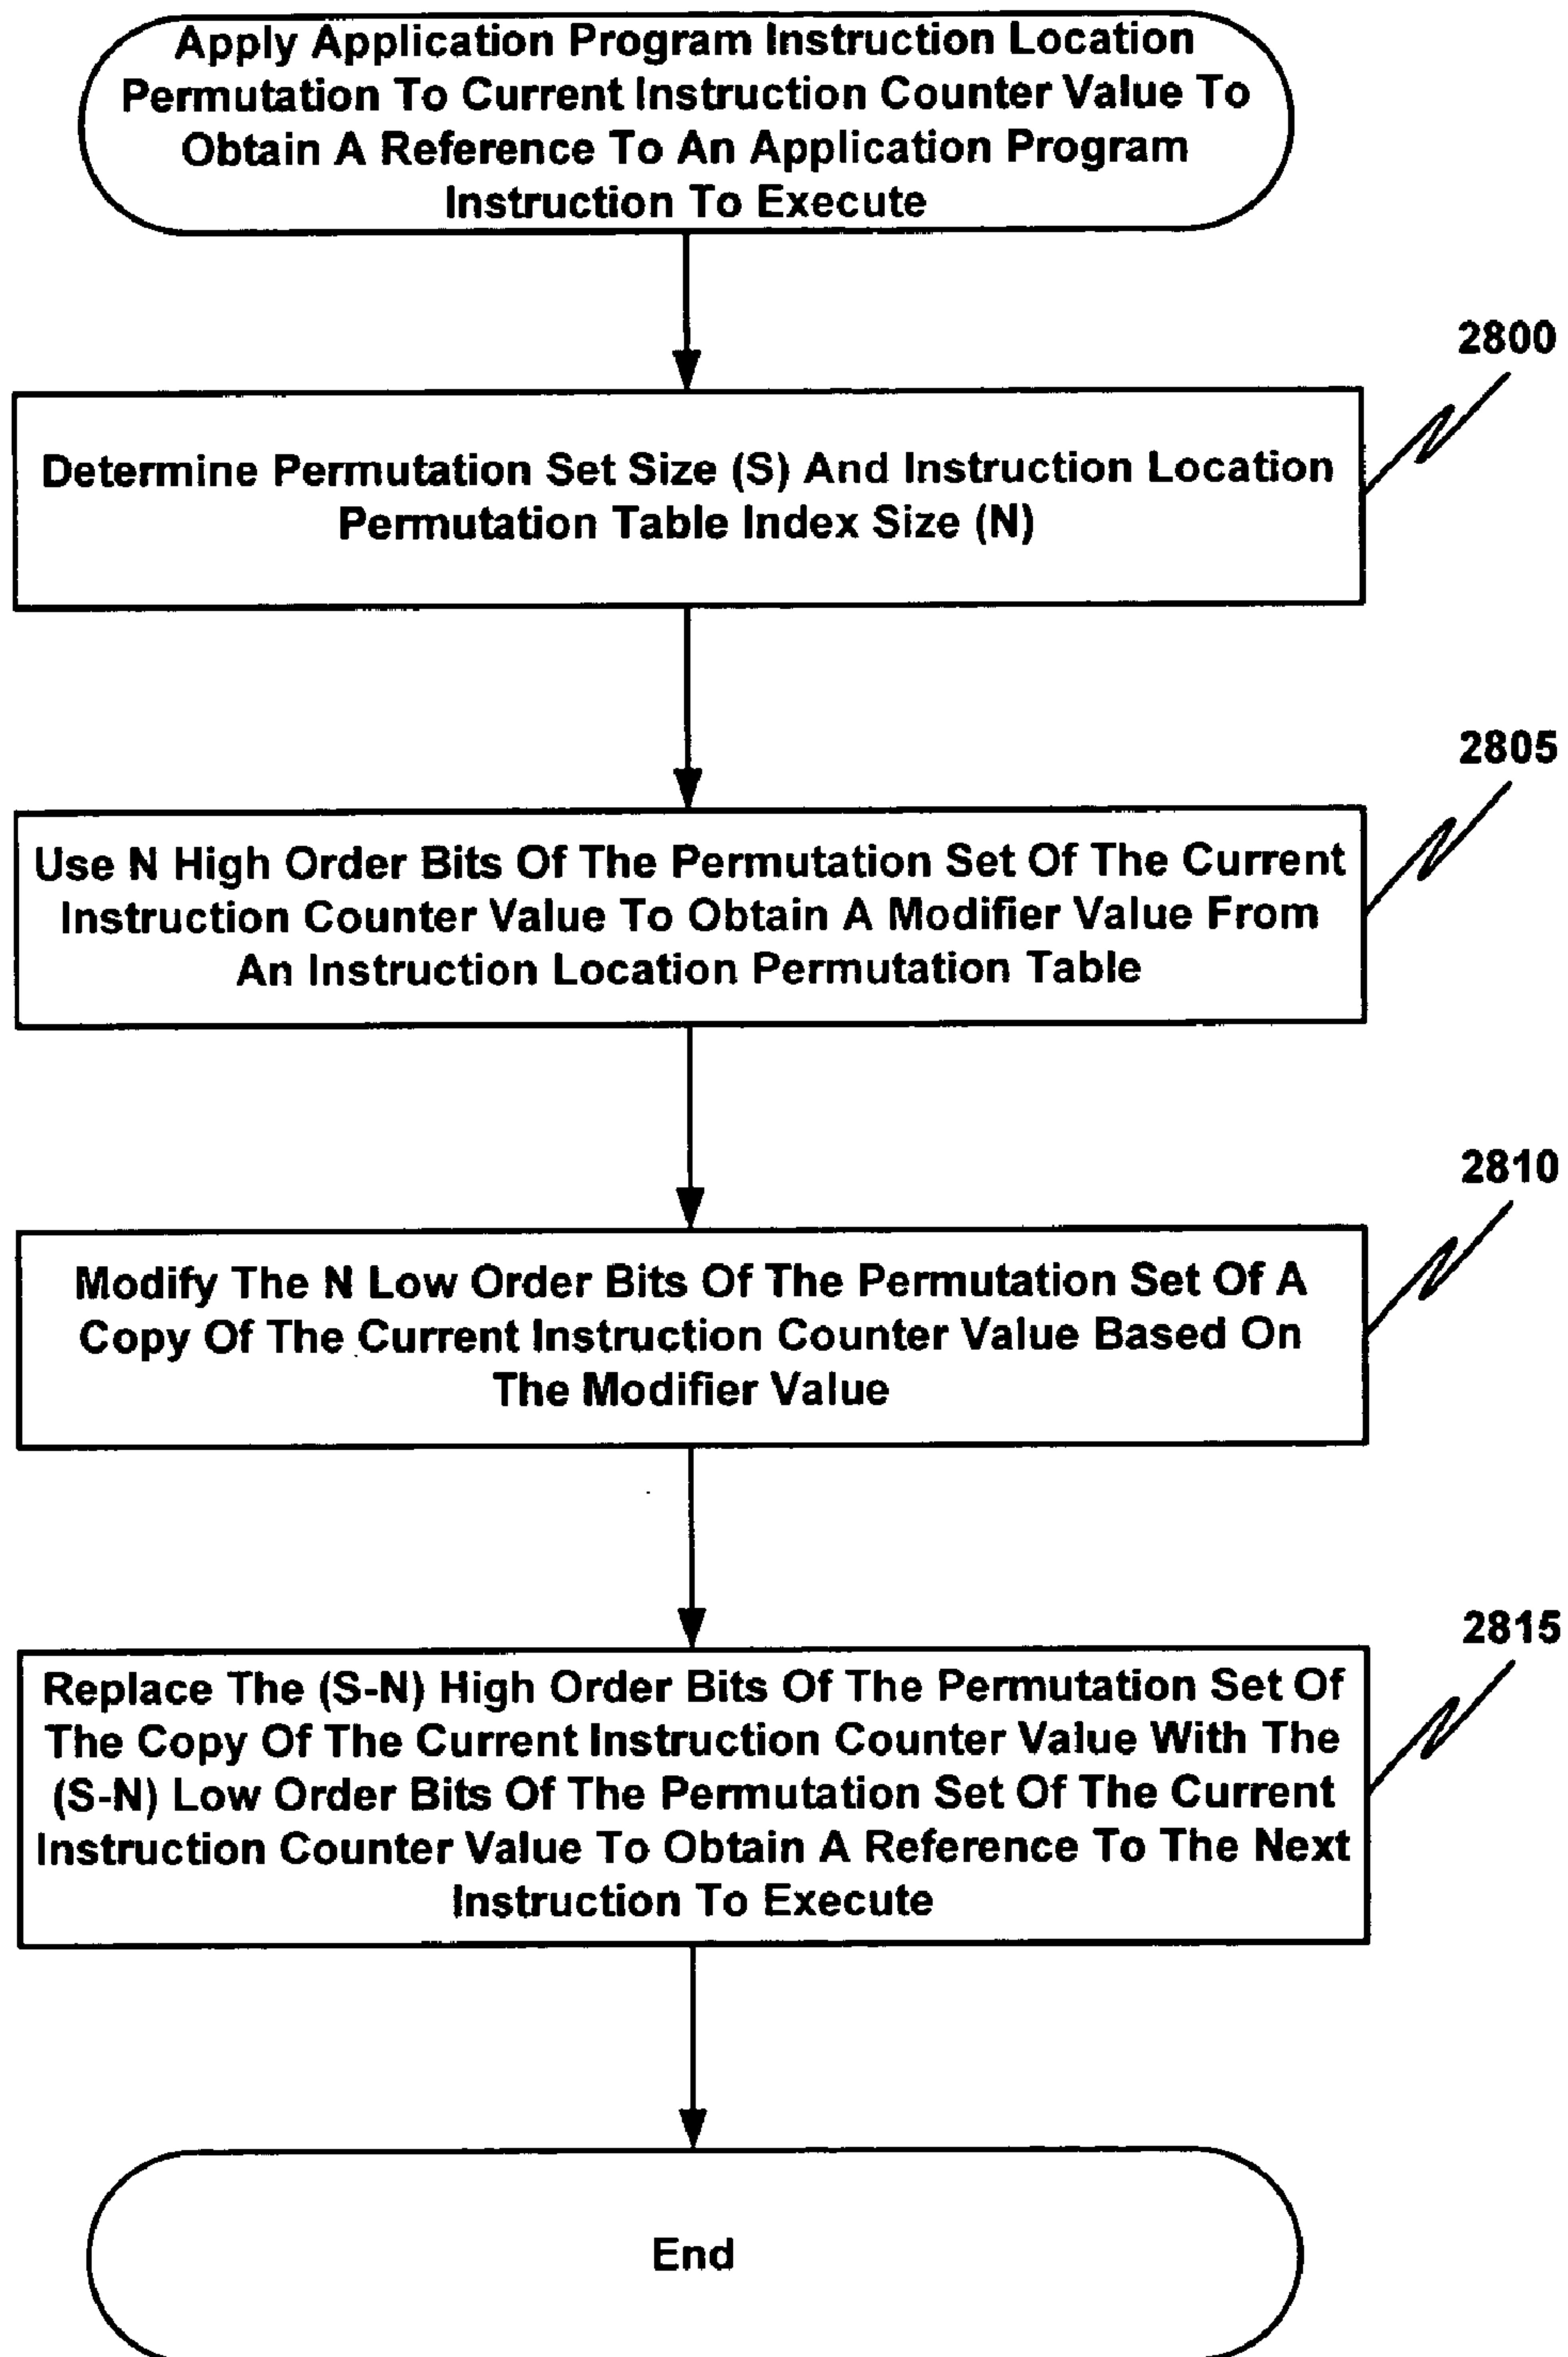 Apply Application Program Instruction Location
Permutation To Current Instruction Counter Value To
Obtain A Reference To An Application Program
Instruction To Execute
2800
Determine Permutation Set Size (S) And Instruction Location
Permutation Table Index Size (N)
2805
Use N High Order Bits Of The Permutation Set Of The Current
Instruction Counter Value To Obtain A Modifier Value From
An Instruction Location Permutation Table
2810
Modify The N Low Order Bits Of The Permutation Set Of A
Copy Of The Current Instruction Counter Value Based On
The Modifier Value
2815
Replace The (S-N) High Order Bits Of The Permutation Set Of
The Copy Of The Current Instruction Counter Value With The
(S-N) Low Order Bits Of The Permutation Set Of The Current
Instruction Counter Value To Obtain A Reference To The Next
Instruction To Execute
End